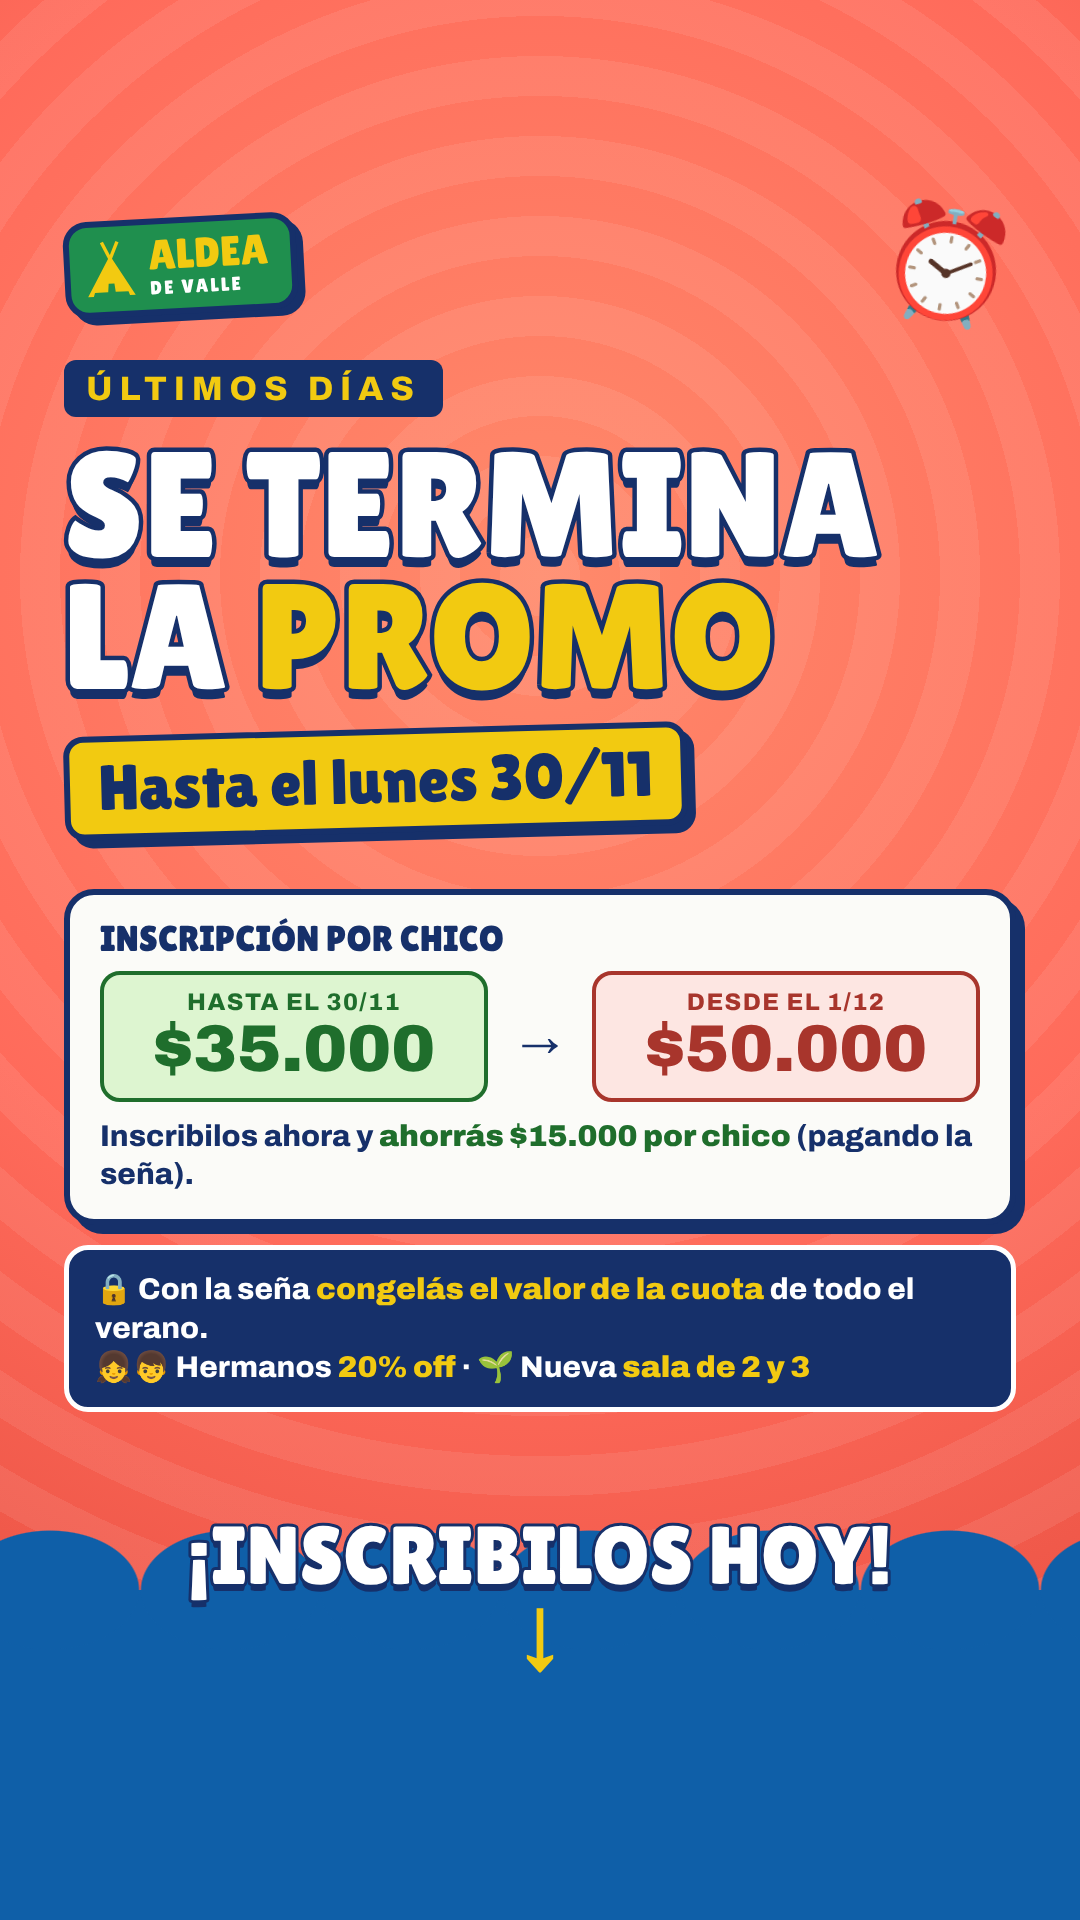 ALDEA
DE VALLE
ÚLTIMOS DÍAS
SE TERMINA
LA PROMO
Hasta el lunes 30/11
INSCRIPCIÓN POR CHICO
HASTA EL 30/11
$35.000
→
DESDE EL 1/12
$50.000
Inscribilos ahora y ahorrás $15.000 por chico (pagando la
seña).
🔒 Con la seña congelás el valor de la cuota de todo el
verano.
👧👦 Hermanos 20% off · 🌱 Nueva sala de 2 y 3
¡INSCRIBILOS HOY!
↓